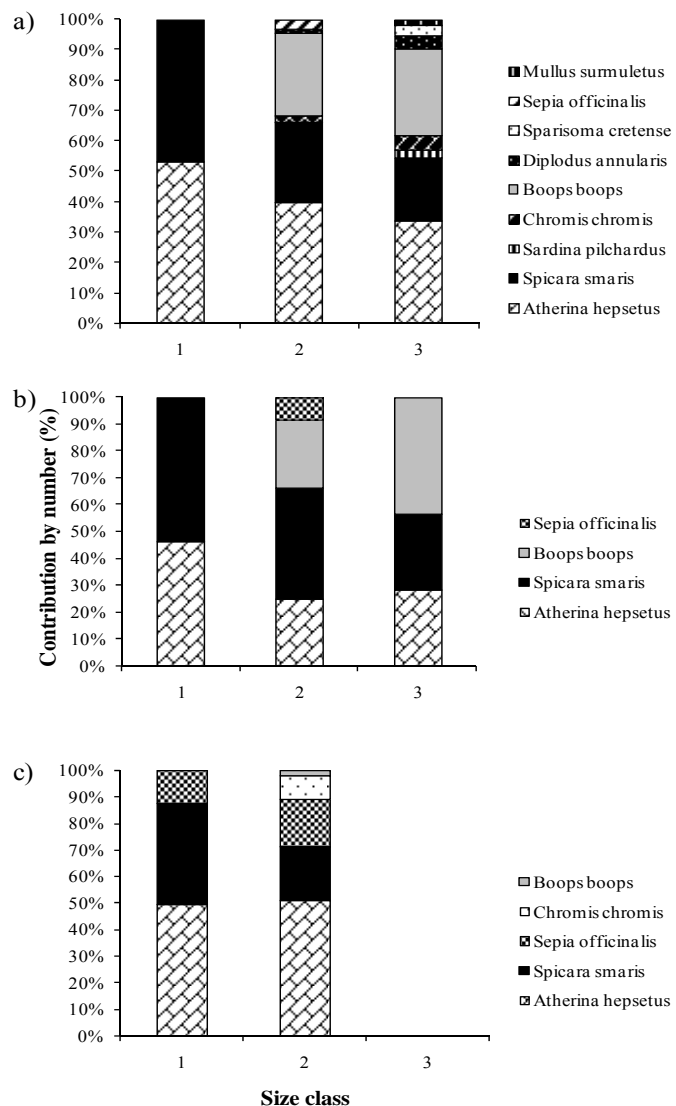 a)
100%
90%
80%
70%
60%
50%
40%
30%
20%
10%
0%
1 2 3
Mullus surmuletus
Sepia officinalis
Sparisoma cretense
Diplodus annularis
Boops boops
Chromis chromis
Sardina pilchardus
Spicara smaris
Atherina hepsetus
b)
Contribution by number (%)
100%
90%
80%
70%
60%
50%
40%
30%
20%
10%
0%
1 2 3
Sepia officinalis
Boops boops
Spicara smaris
Atherina hepsetus
c)
100%
90%
80%
70%
60%
50%
40%
30%
20%
10%
0%
1 2 3
Boops boops
Chromis chromis
Sepia officinalis
Spicara smaris
Atherina hepsetus
Size class